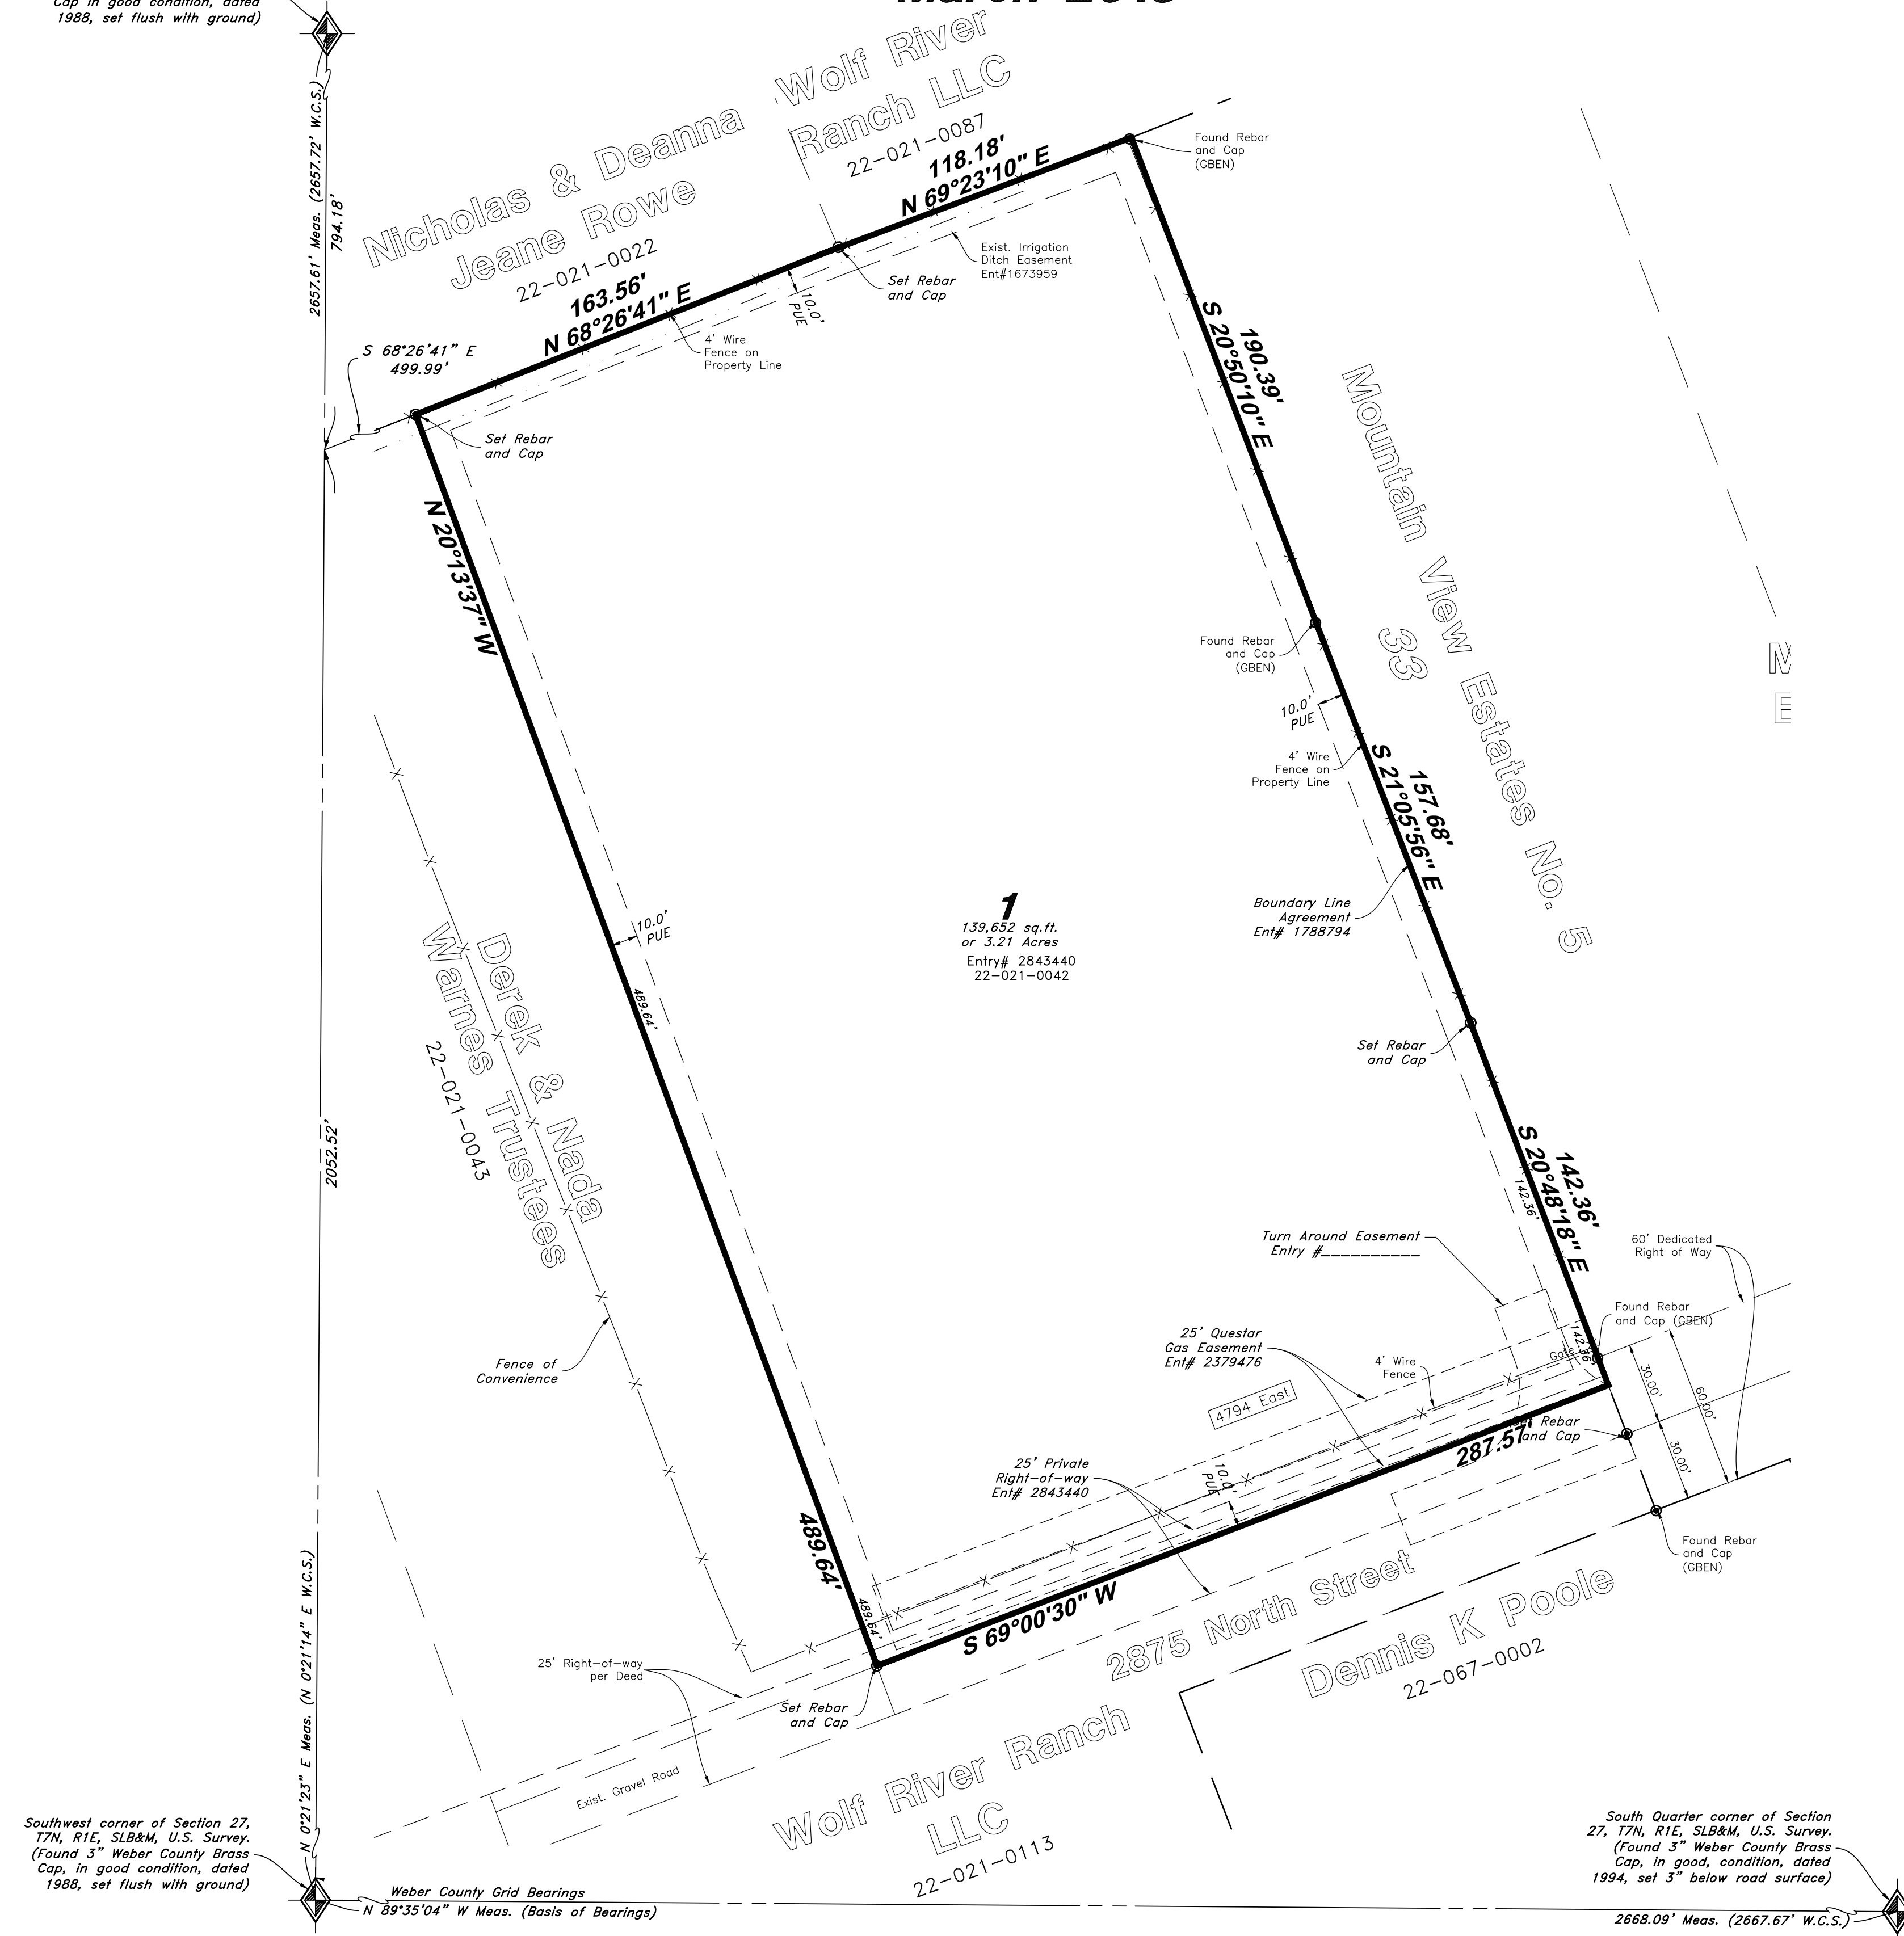 March 2018
Cap in good condition, dated
1988, set flush with ground)
2657.61' Meas. (2657.72' W.C.S.)
794.18'
Nicholas & Deanna
Jeane Rowe
22-021-0022
Wolf River
Ranch LLC
22-021-0087
118.18'
N 69°23'10" E
163.56'
N 68°26'41" E
Found Rebar
and Cap
(GBEN)
Exist. Irrigation
Ditch Easement
Ent#1673959
Set Rebar
and Cap
10.0'
PUE
4' Wire
Fence on
Property Line
S 68°26'41" E
499.99'
Set Rebar
and Cap
190.39'
S 20°50'10" E
N 20°13'37" W
Mountain View Estates No. 5
33
M
E
Found Rebar
and Cap
(GBEN)
10.0'
PUE
4' Wire
Fence on
Property Line
157.68'
S 21°05'56" E
Boundary Line
Agreement
Ent# 1788794
1
139,652 sq.ft.
or 3.21 Acres
Entry# 2843440
22-021-0042
10.0'
PUE
489.64'
Derek & Nada
Warnes Trustees
22-021-0043
Set Rebar
and Cap
2052.52'
142.36'
S 20°48'18" E
142.36'
Turn Around Easement
Entry #__________
60' Dedicated
Right of Way
Found Rebar
and Cap (GBEN)
142.36'
Gate
25' Questar
Gas Easement
Ent# 2379476
4' Wire
Fence
30.00'
60.00'
30.00'
4794 East
Fence of
Convenience
Set Rebar
and Cap
287.57'
25' Private
Right-of-way
Ent# 2843440
10.0'
PUE
489.64'
489.64'
S 69°00'30" W
2875 North Street
Found Rebar
and Cap
(GBEN)
Dennis K Poole
22-067-0002
25' Right-of-way
per Deed
Set Rebar
and Cap
Exist. Gravel Road
Wolf River Ranch
LLC
22-021-0113
N 0°21'23" E Meas. (N 0°21'14" E W.C.S.)
Southwest corner of Section 27,
T7N, R1E, SLB&M, U.S. Survey.
(Found 3" Weber County Brass
Cap, in good condition, dated
1988, set flush with ground)
Weber County Grid Bearings
N 89°35'04" W Meas. (Basis of Bearings)
South Quarter corner of Section
27, T7N, R1E, SLB&M, U.S. Survey.
(Found 3" Weber County Brass
Cap, in good, condition, dated
1994, set 3" below road surface)
2668.09' Meas. (2667.67' W.C.S.)